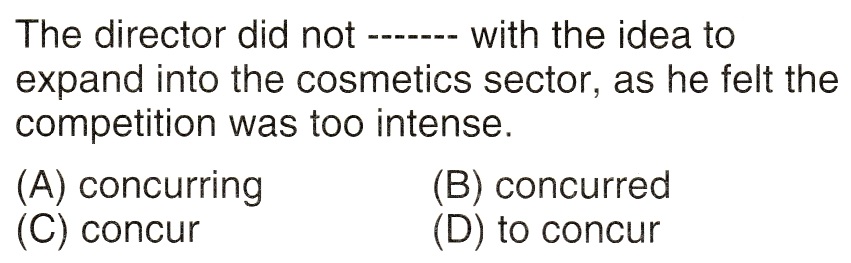 The director did not ------- with the idea to
expand into the cosmetics sector, as he felt the
competition was too intense.
(A) concurring (B) concurred
(C) concur (D) to concur